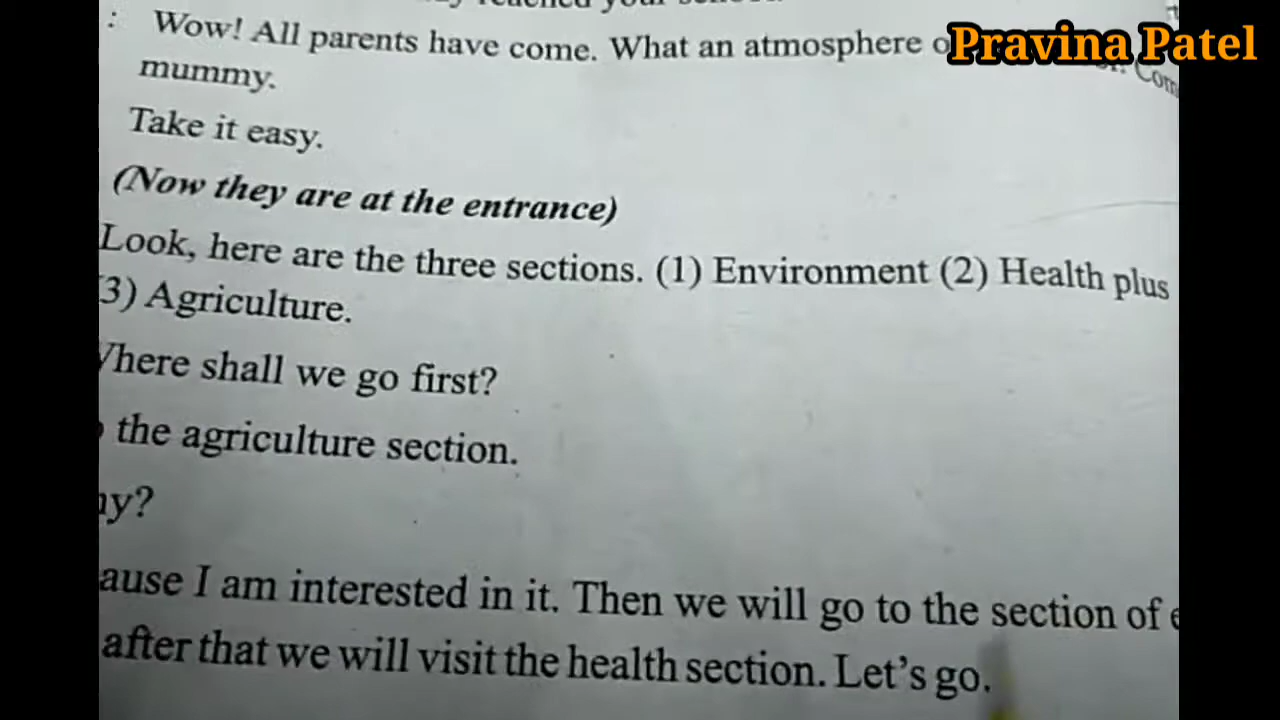 reached your
: Wow! All parents have come. What an atmosphere
Pravina Patel
mummy.
Take it easy.
(Now they are at the entrance)
Look, here are the three sections. (1) Environment (2) Health plus
3) Agriculture.
here shall we go first?
the agriculture section.
y?
ause I am interested in it. Then we will go to the section of
after that we will visit the health section. Let's go.